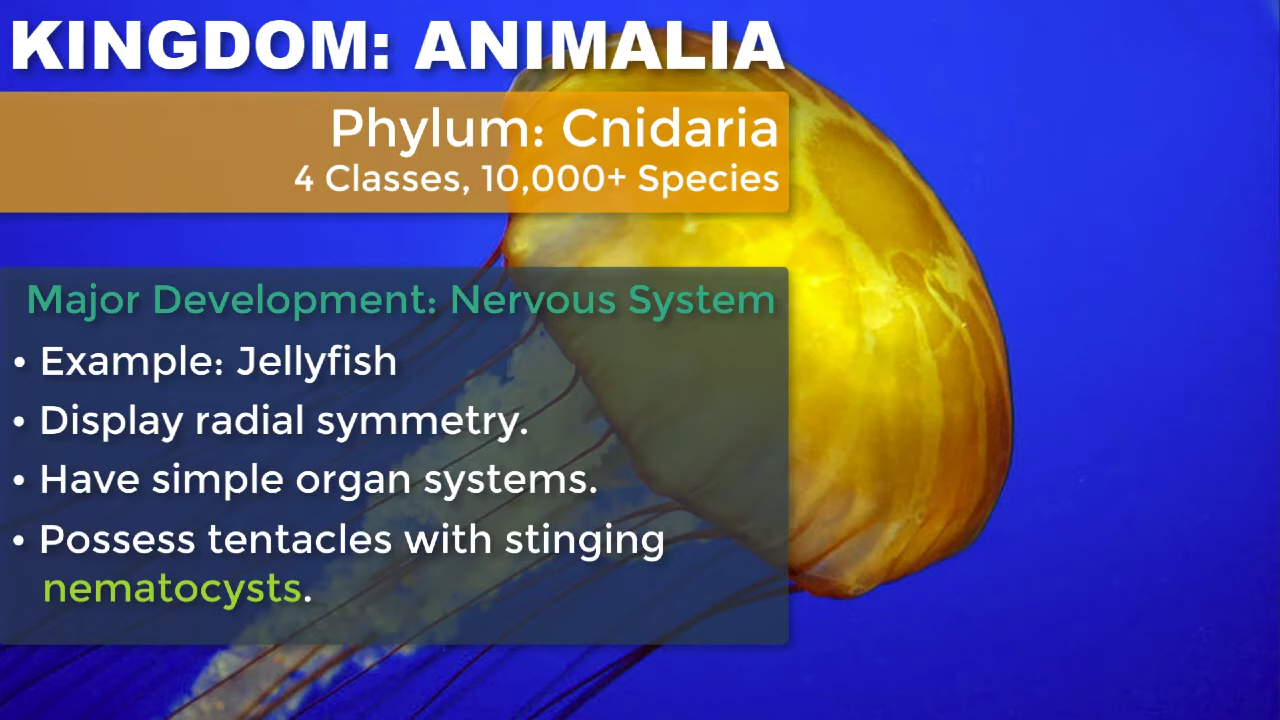 KINGDOM: ANIMALIA
Phylum: Cnidaria
4 Classes, 10,000+ Species
Major Development: Nervous System
• Example: Jellyfish
• Display radial symmetry.
• Have simple organ systems.
• Possess tentacles with stinging
nematocysts.